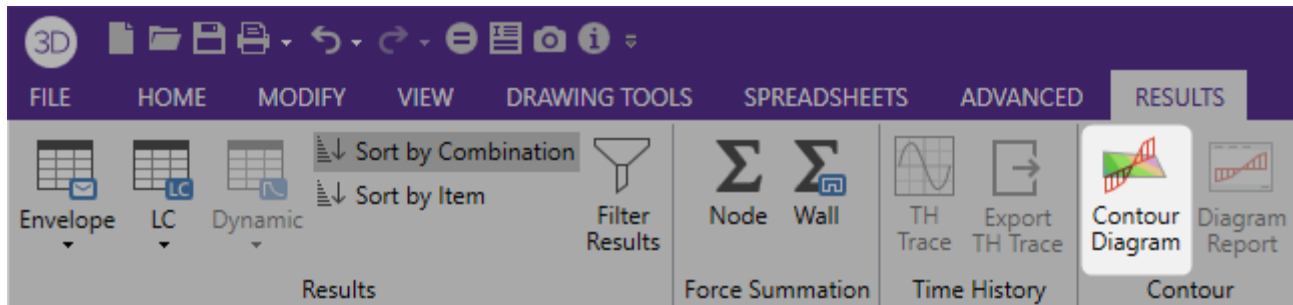 3D
FILE HOME MODIFY VIEW DRAWING TOOLS SPREADSHEETS ADVANCED RESULTS
Envelope
LC
LC
Dynamic
Sort by Combination
Sort by Item
Filter
Results
Results
Node
Wall
Force Summation
TH
Trace
Export
TH Trace
Time History
Contour
Diagram
Diagram
Report
Contour